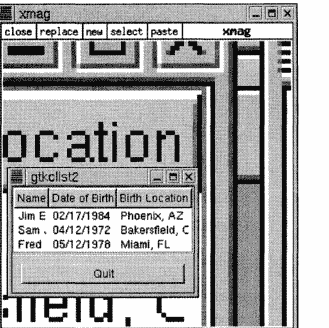 xmag
close replace new select paste xmag
ocation
gtkclist2
Name Date of Birth Birth Location
Jim E 02/17/1984 Phoenix, AZ
Sam . 04/12/1972 Bakersfield, C
Fred 05/12/1978 Miami, FL
Quit
field, C